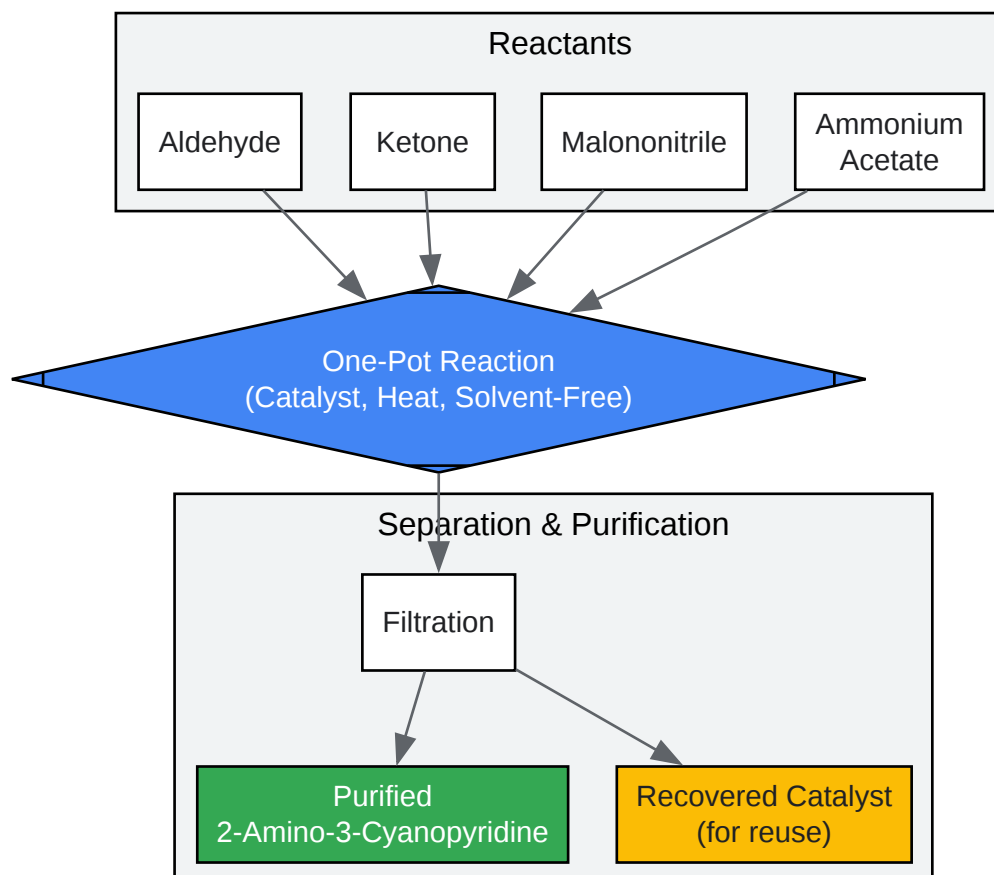 Reactants
Aldehyde
Ketone
Malononitrile
Ammonium
Acetate
One-Pot Reaction
(Catalyst, Heat, Solvent-Free)
Separation & Purification
Filtration
Purified
2-Amino-3-Cyanopyridine
Recovered Catalyst
(for reuse)